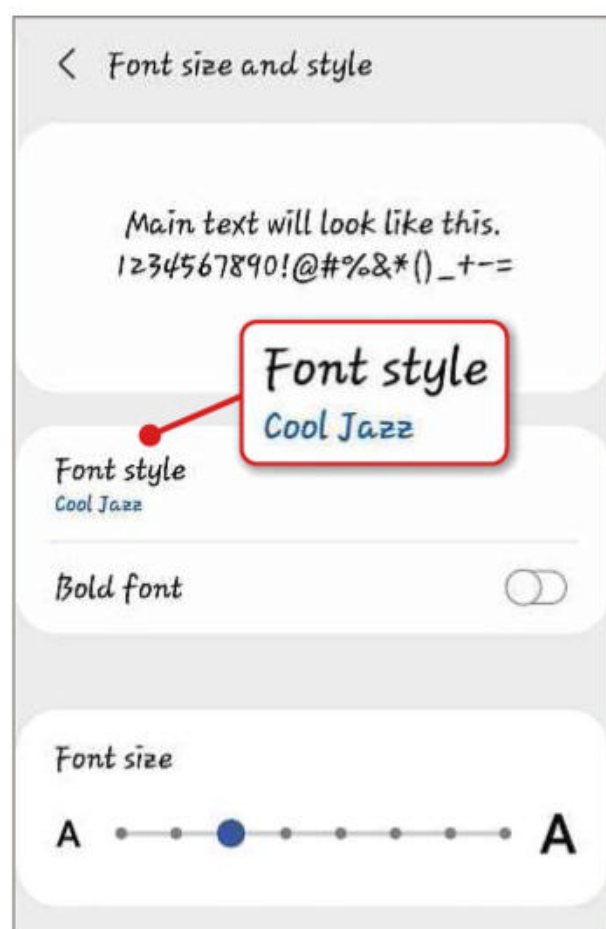 < Font size and style
Main text will look like this.
1234567890!@#%&*()_+-=
Font style
Cool Jazz
Font style
Cool Jazz
Bold font
Font size
A A